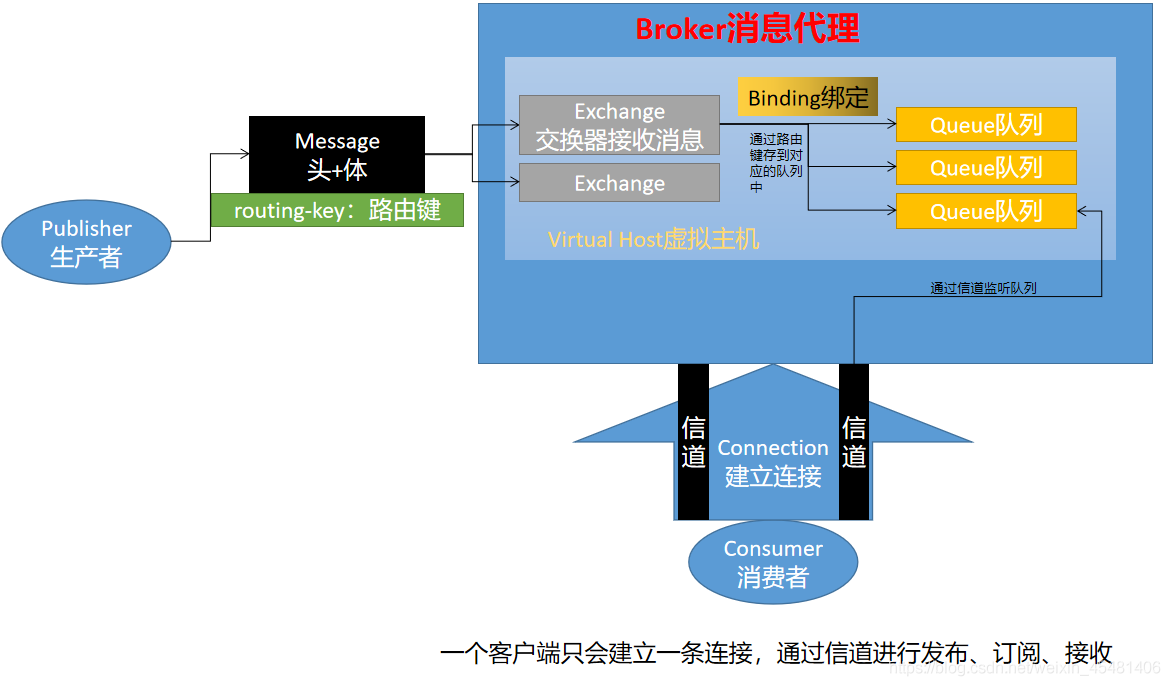 Broker消息代理
Binding绑定
Exchange
交换器接收消息
Queue队列
Message
头+体
通过路由
键存到对
应的队列
中
Queue队列
Exchange
routing-key：路由键
Queue队列
Publisher
生产者
Virtual Host虚拟主机
通过信道监听队列
信
道
Connection
建立连接
信
道
Consumer
消费者
一个客户端只会建立一条连接，通过信道进行发布、订阅、接收
https://blog.csdn.net/weixin_45481406